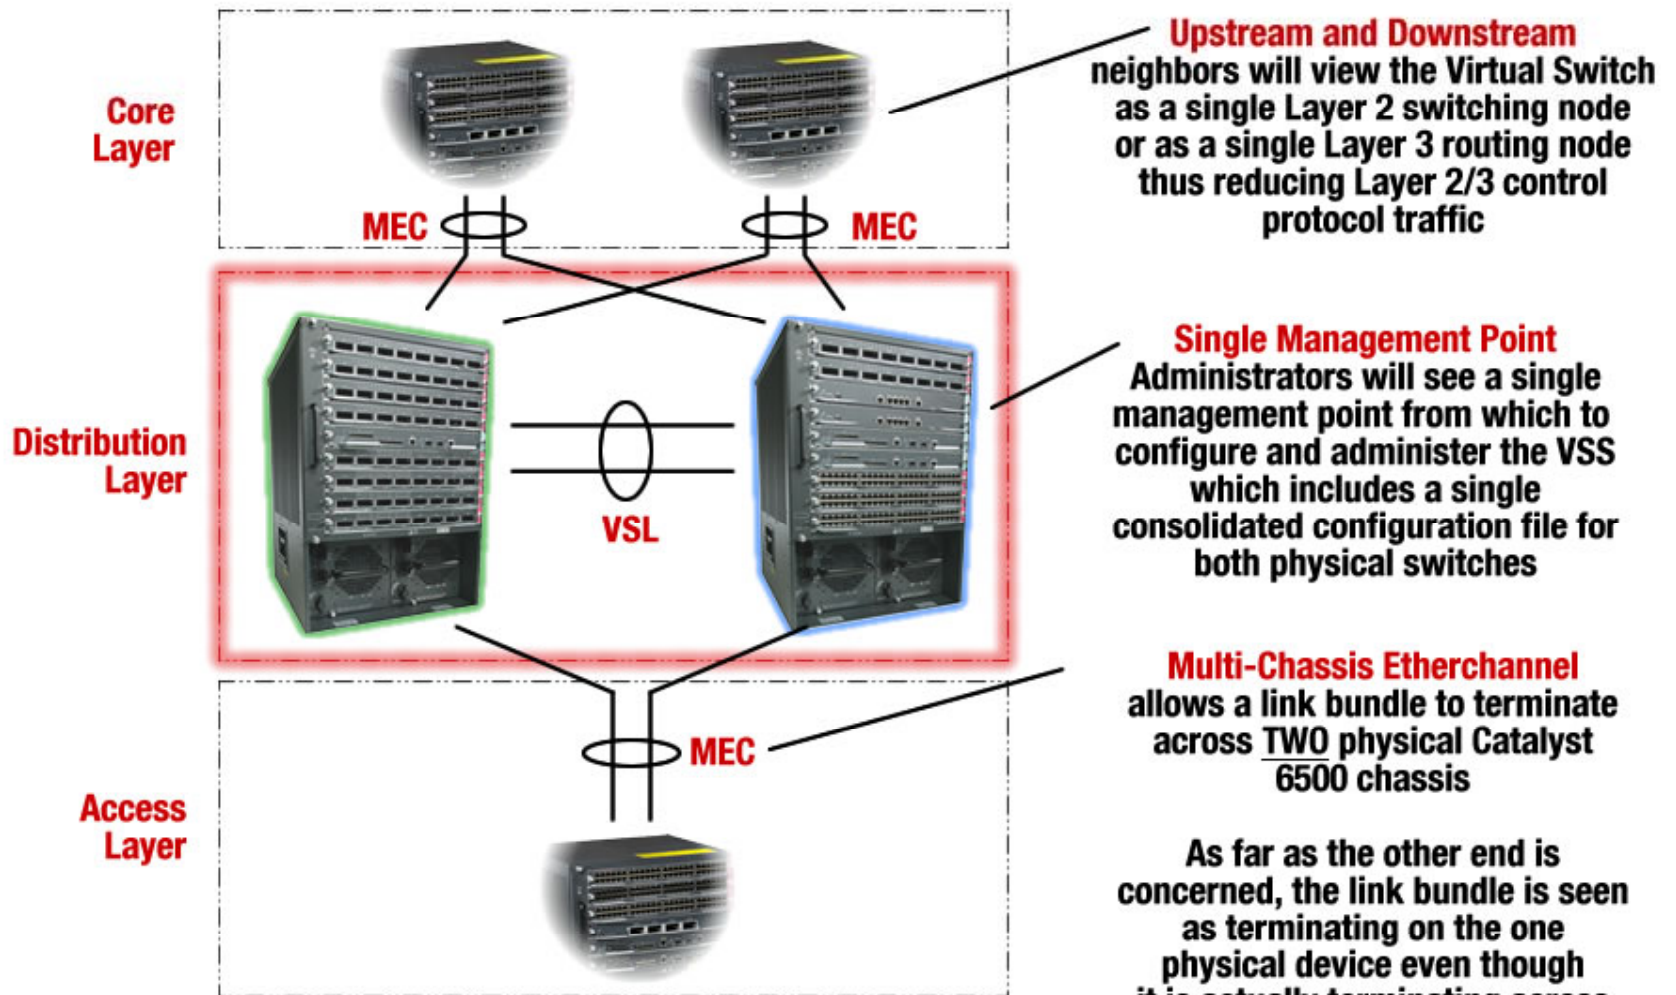 Core
Layer
MEC
MEC
Upstream and Downstream
neighbors will view the Virtual Switch
as a single Layer 2 switching node
or as a single Layer 3 routing node
thus reducing Layer 2/3 control
protocol traffic
Distribution
Layer
VSL
Single Management Point
Administrators will see a single
management point from which to
configure and administer the VSS
which includes a single
consolidated configuration file for
both physical switches
Access
Layer
MEC
Multi-Chassis Etherchannel
allows a link bundle to terminate
across TWO physical Catalyst
6500 chassis
As far as the other end is
concerned, the link bundle is seen
as terminating on the one
physical device even though
it is actually terminating across